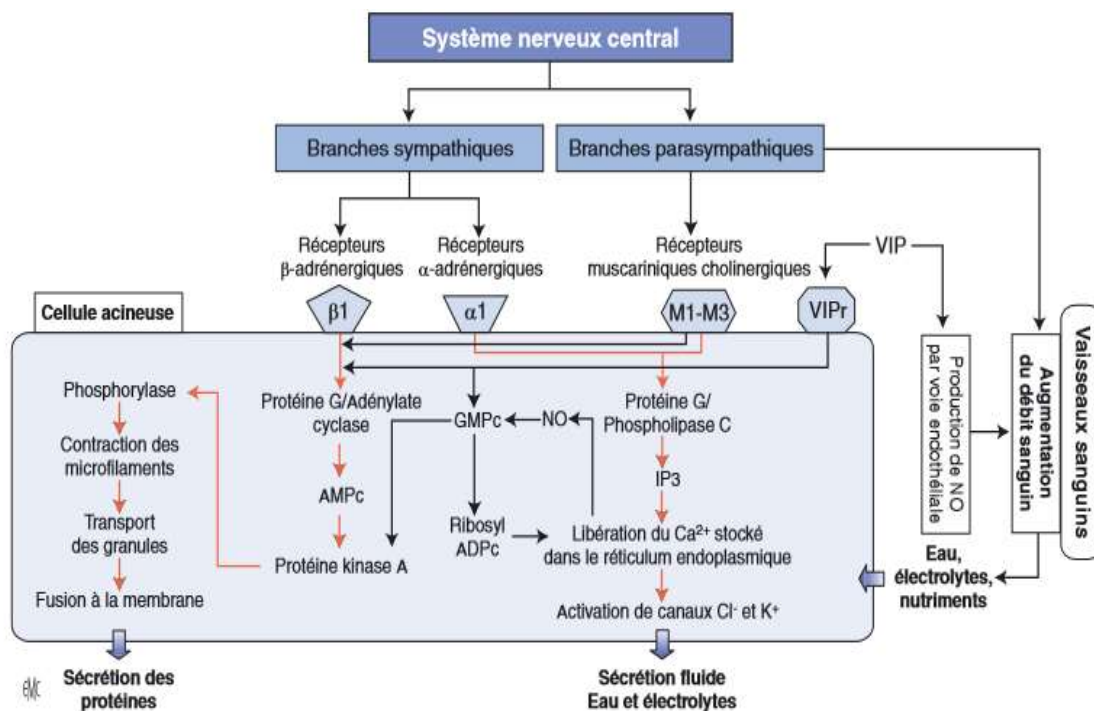 Système nerveux central
Branches sympathiques
Branches parasympathiques
Récepteurs
β-adrénergiques
Récepteurs
α-adrénergiques
Récepteurs
muscariniques cholinergiques
VIP
Cellule acineuse
β1
α1
M1-M3
VIPr
Phosphorylase
Contraction des
microfilaments
Transport
des granules
Fusion à la membrane
Protéine G/Adénylate
cyclase
AMPc
Protéine kinase A
GMPc
NO
Ribosyl
ADPc
Protéine G/
Phospholipase C
IP3
Libération du Ca²⁺ stocké
dans le réticulum endoplasmique
Activation de canaux Cl⁻ et K⁺
Production de NO
par voie endothéliale
Augmentation
du débit sanguin
Vaisseaux sanguins
Eau,
électrolytes,
nutriments
Sécrétion des
protéines
Sécrétion fluide
Eau et électrolytes
EMC